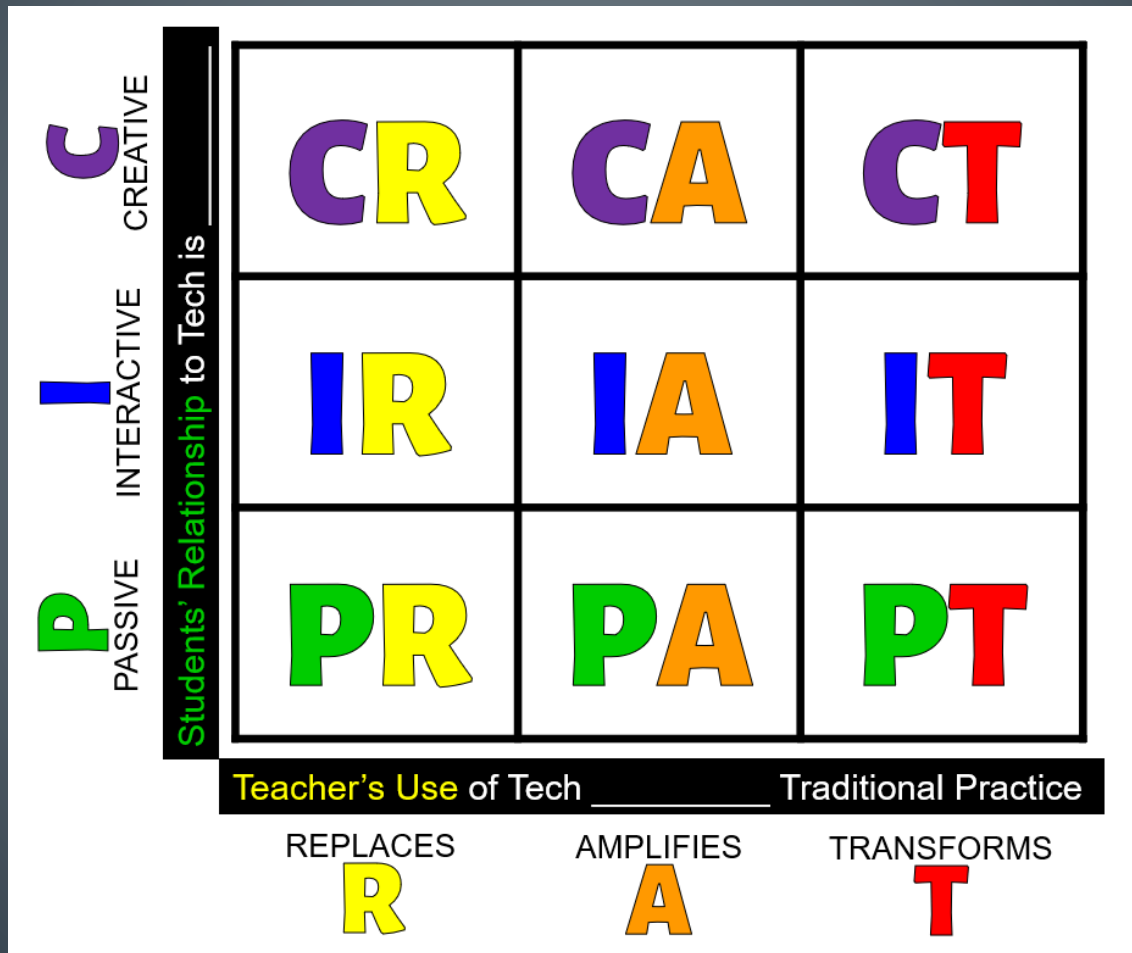 C
CREATIVE
I
INTERACTIVE
P
PASSIVE
Students' Relationship to Tech is __________
CR CA CT
IR IA IT
PR PA PT
Teacher's Use of Tech __________ Traditional Practice
REPLACES AMPLIFIES TRANSFORMS
R A T